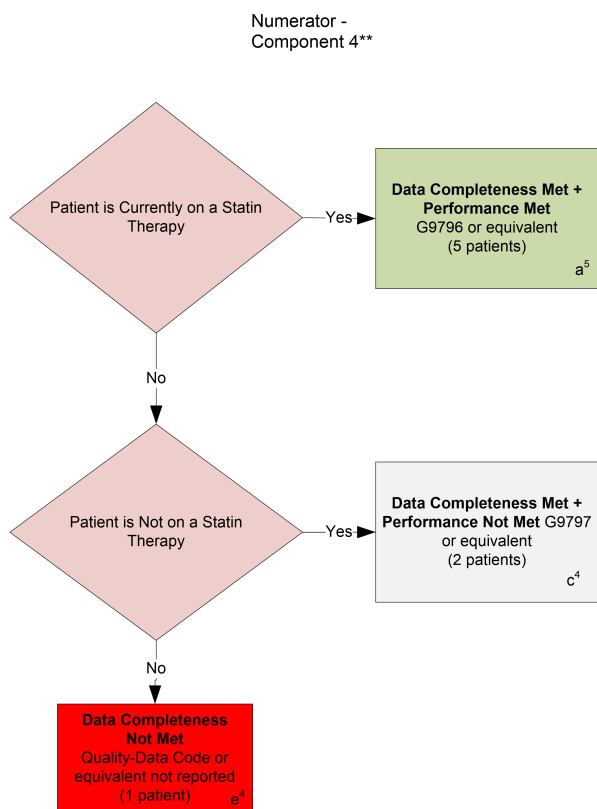 Numerator -
Component 4**
Patient is Currently on a Statin
Therapy
Yes
Data Completeness Met +
Performance Met
G9796 or equivalent
(5 patients)
a⁵
No
Patient is Not on a Statin
Therapy
Yes
Data Completeness Met +
Performance Not Met G9797
or equivalent
(2 patients)
c⁴
No
Data Completeness
Not Met
Quality-Data Code or
equivalent not reported
(1 patient)
e⁴